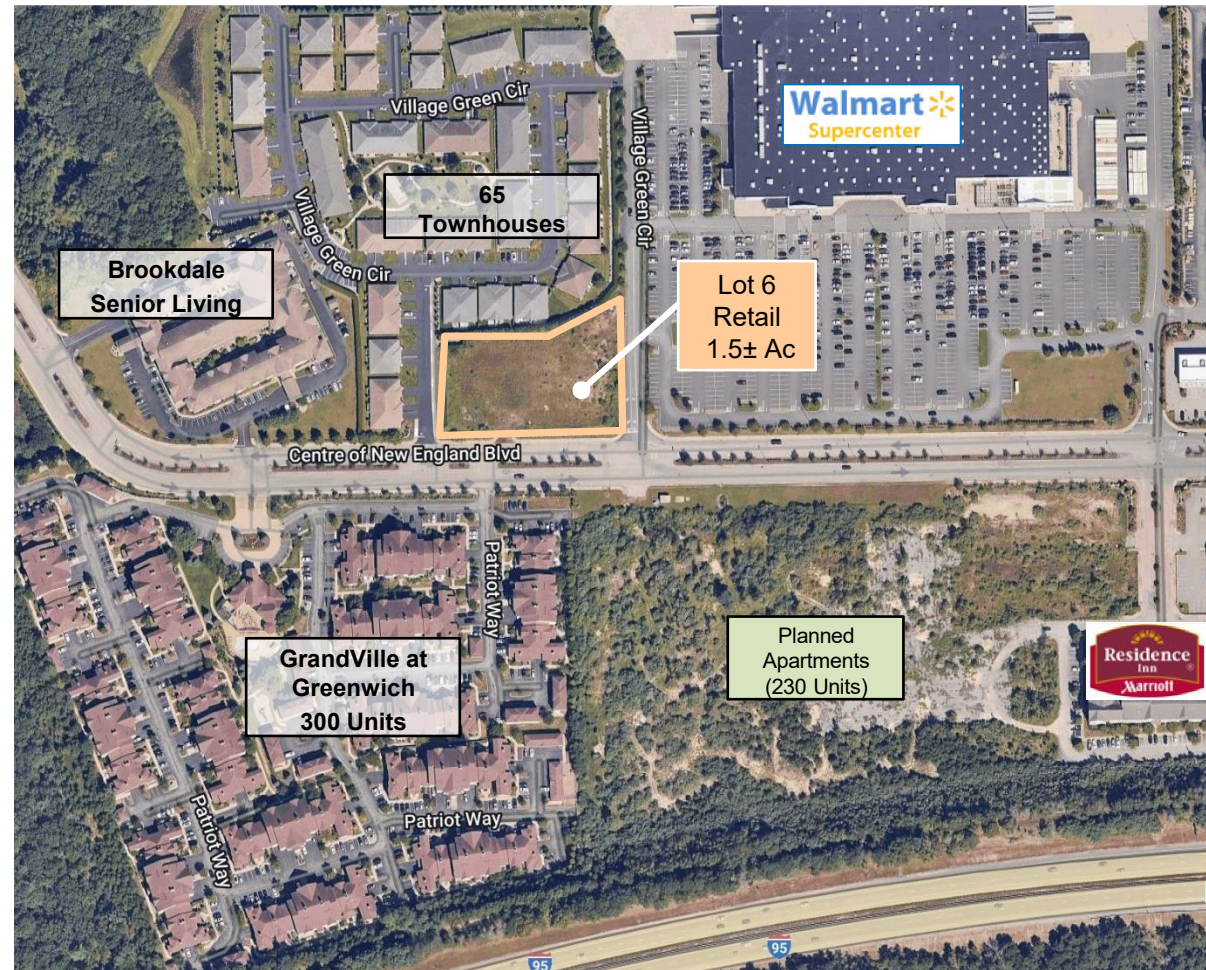 Village Green Cir
Walmart
Supercenter
Village Green Cir
65
Townhouses
Village Green Cir
Brookdale
Senior Living
Lot 6
Retail
1.5± Ac
Centre of New England Blvd
Patriot Way
GrandVille at
Greenwich
300 Units
Planned
Apartments
(230 Units)
Residence
Inn
®
Marriott
Patriot Way
Patriot Way
95
95